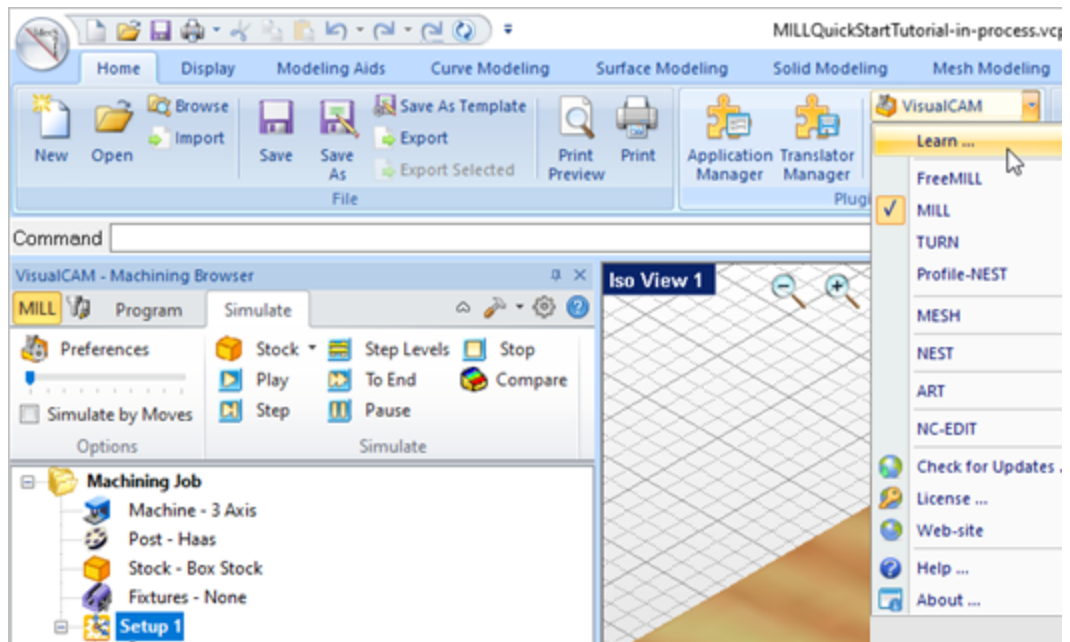 MILLQuickStartTutorial-in-process.vcp
Home Display Modeling Aids Curve Modeling Surface Modeling Solid Modeling Mesh Modeling
New
Open
Browse
Import
Save
Save As
Save As Template
Export
Export Selected
Print Preview
Print
File
Application Manager
Translator Manager
Plugi
VisualCAM
Learn ...
FreeMILL
MILL
TURN
Profile-NEST
MESH
NEST
ART
NC-EDIT
Check for Updates .
License ...
Web-site
Help ...
About ...
Command
VisualCAM - Machining Browser
MILL Program Simulate
Preferences
Simulate by Moves
Options
Stock Step Levels Stop
Play To End Compare
Step Pause
Simulate
Machining Job
Machine - 3 Axis
Post - Haas
Stock - Box Stock
Fixtures - None
Setup 1
Iso View 1